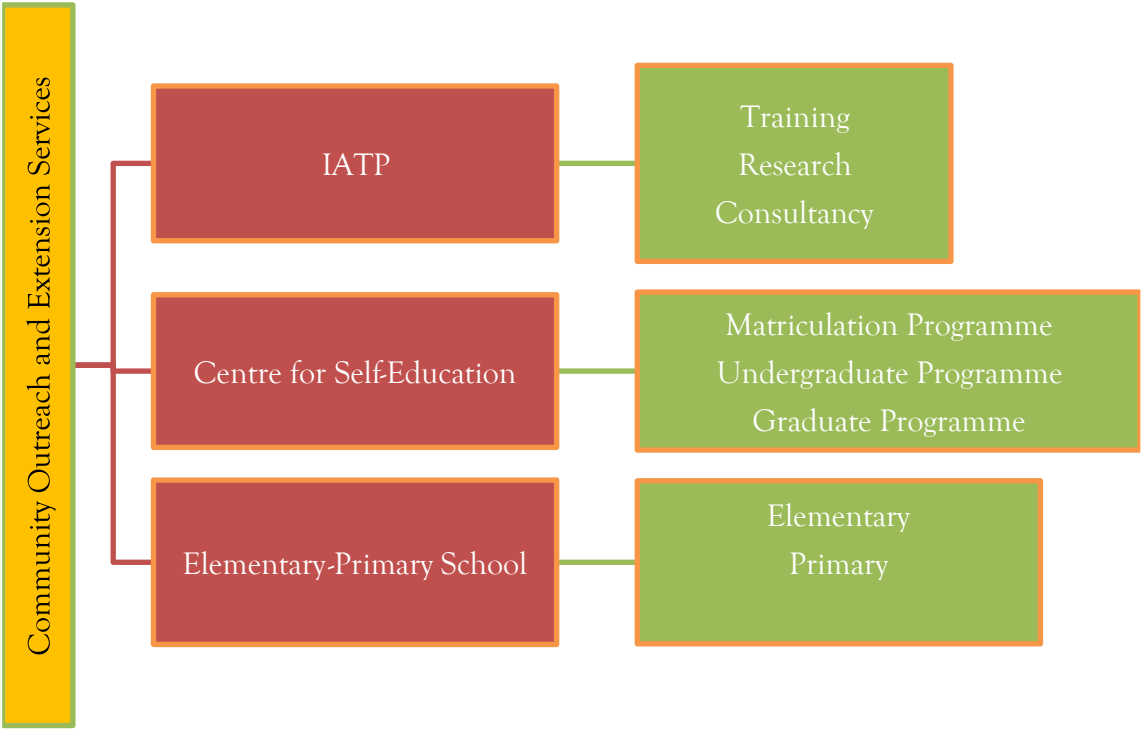 Community Outreach and Extension Services
IATP
Training
Research
Consultancy
Centre for Self-Education
Matriculation Programme
Undergraduate Programme
Graduate Programme
Elementary-Primary School
Elementary
Primary